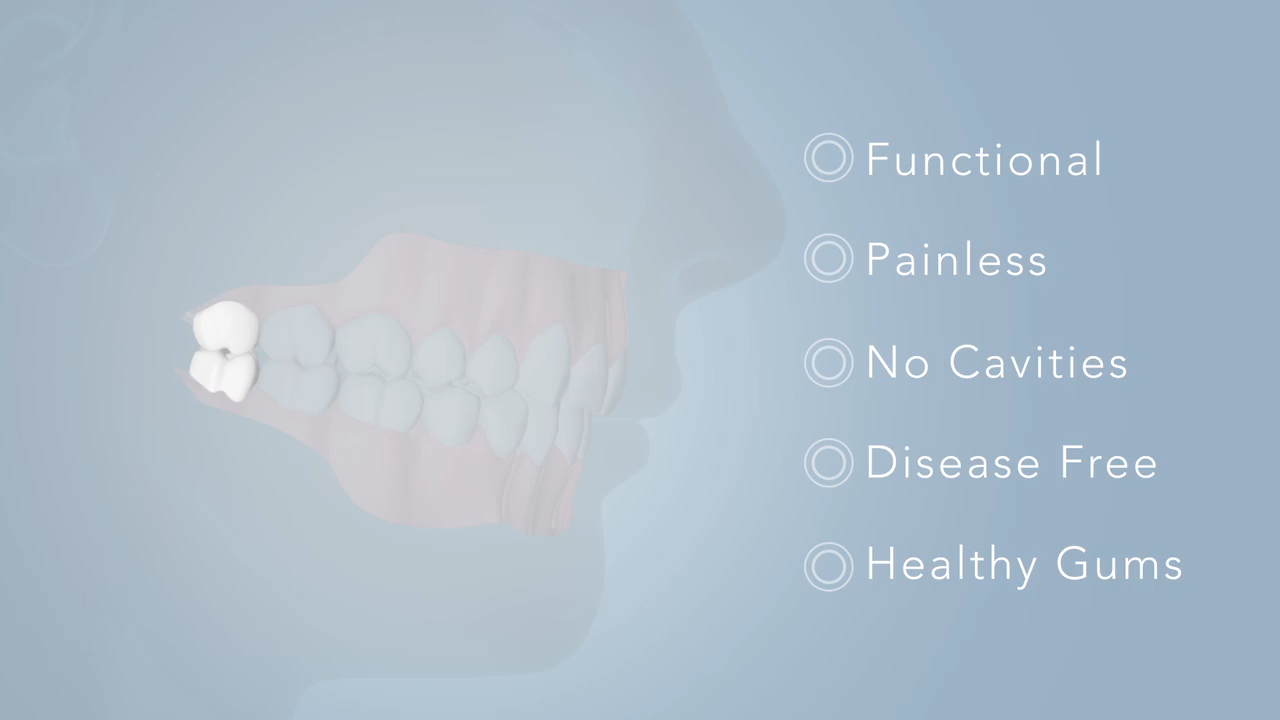 Functional
Painless
No Cavities
Disease Free
Healthy Gums